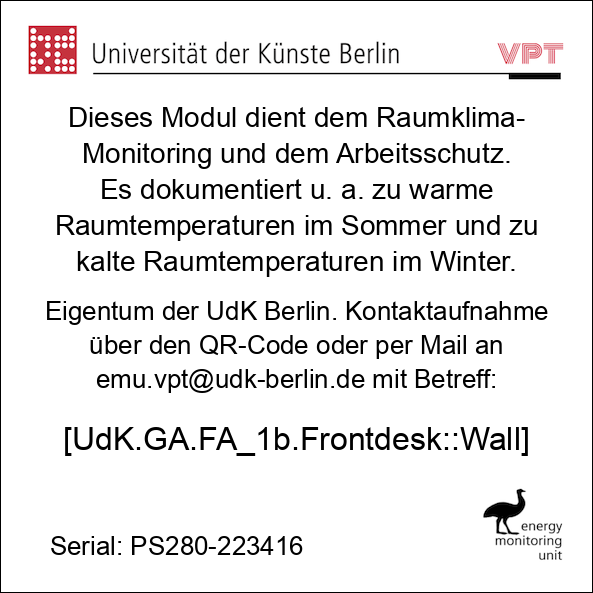 Universität der Künste Berlin
VPT
Dieses Modul dient dem Raumklima-
Monitoring und dem Arbeitsschutz.
Es dokumentiert u. a. zu warme
Raumtemperaturen im Sommer und zu
kalte Raumtemperaturen im Winter.
Eigentum der UdK Berlin. Kontaktaufnahme
über den QR-Code oder per Mail an
emu.vpt@udk-berlin.de mit Betreff:
[UdK.GA.FA_1b.Frontdesk::Wall]
energy
monitoring
unit
Serial: PS280-223416